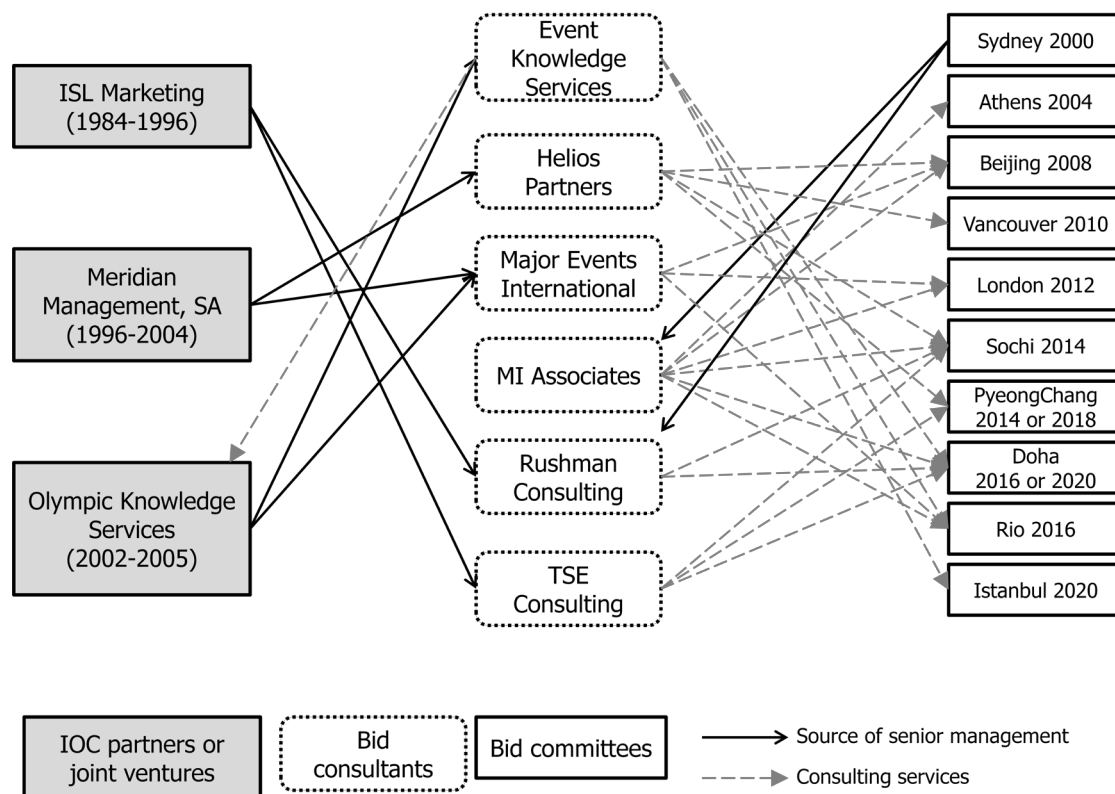 ISL Marketing
(1984-1996)
Meridian
Management, SA
(1996-2004)
Olympic Knowledge
Services
(2002-2005)
Event
Knowledge
Services
Helios
Partners
Major Events
International
MI Associates
Rushman
Consulting
TSE
Consulting
Sydney 2000
Athens 2004
Beijing 2008
Vancouver 2010
London 2012
Sochi 2014
PyeongChang
2014 or 2018
Doha
2016 or 2020
Rio 2016
Istanbul 2020
IOC partners or
joint ventures
Bid
consultants
Bid committees
Source of senior management
Consulting services